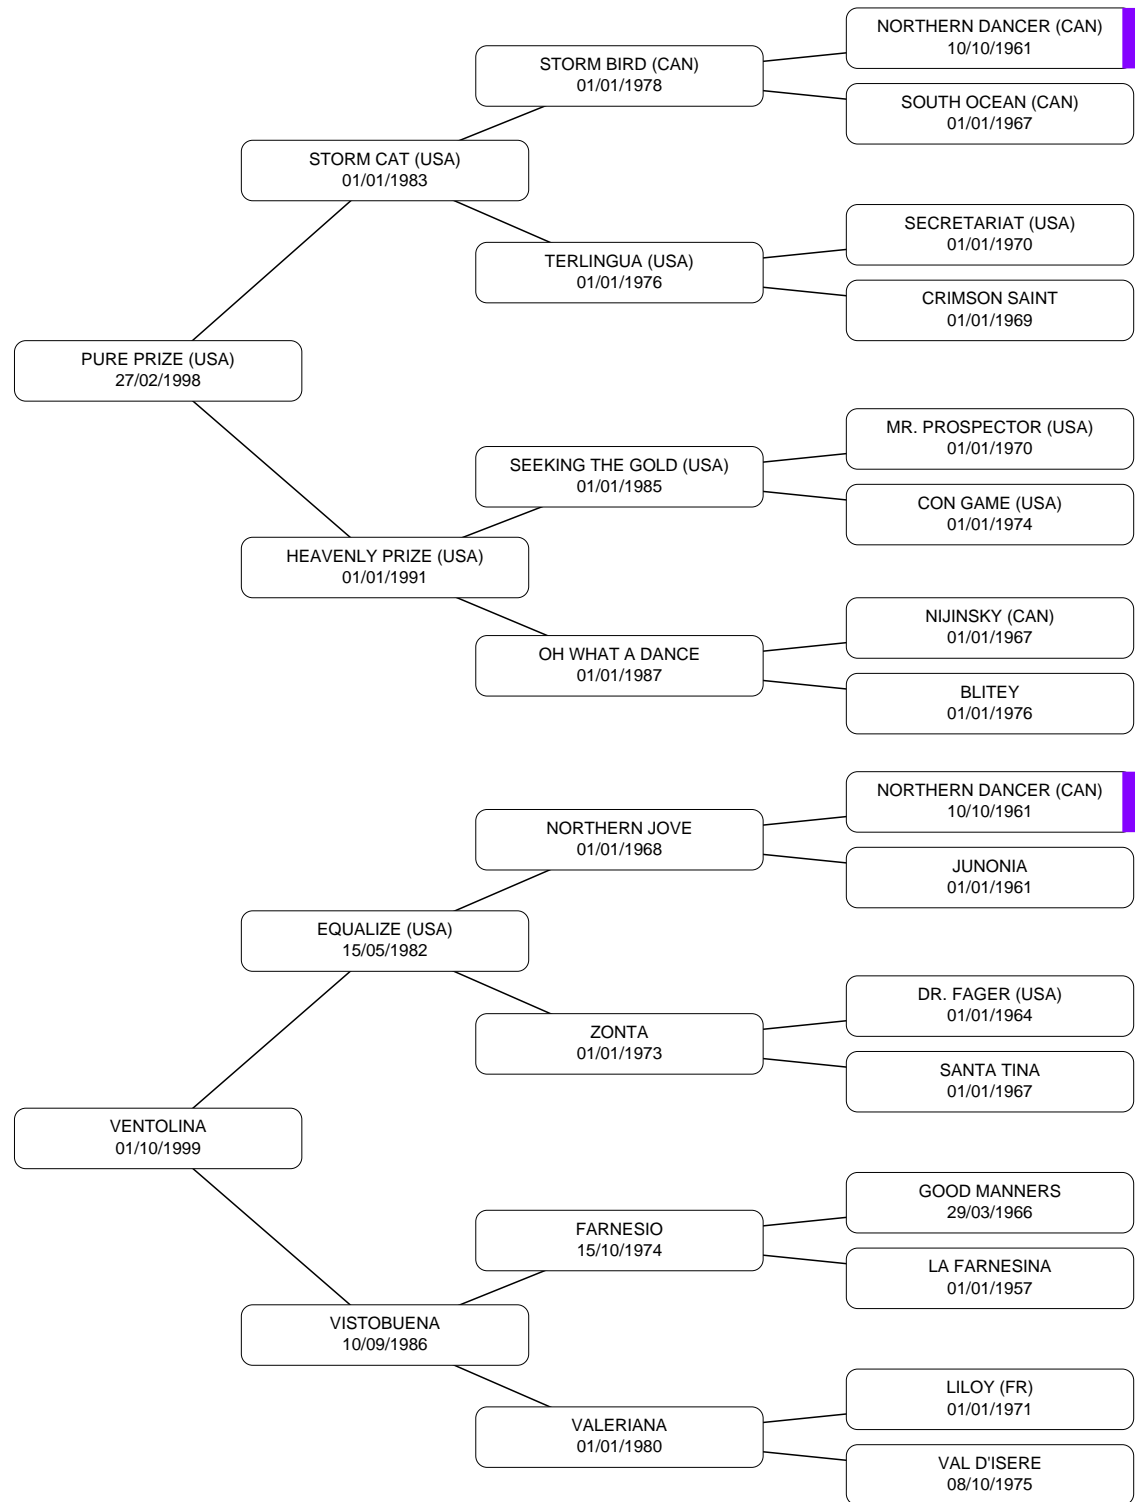 NORTHERN DANCER (CAN)
10/10/1961
STORM BIRD (CAN)
01/01/1978
SOUTH OCEAN (CAN)
01/01/1967
STORM CAT (USA)
01/01/1983
SECRETARIAT (USA)
01/01/1970
TERLINGUA (USA)
01/01/1976
CRIMSON SAINT
01/01/1969
PURE PRIZE (USA)
27/02/1998
MR. PROSPECTOR (USA)
01/01/1970
SEEKING THE GOLD (USA)
01/01/1985
CON GAME (USA)
01/01/1974
HEAVENLY PRIZE (USA)
01/01/1991
NIJINSKY (CAN)
01/01/1967
OH WHAT A DANCE
01/01/1987
BLITEY
01/01/1976
NORTHERN DANCER (CAN)
10/10/1961
NORTHERN JOVE
01/01/1968
JUNONIA
01/01/1961
EQUALIZE (USA)
15/05/1982
DR. FAGER (USA)
01/01/1964
ZONTA
01/01/1973
SANTA TINA
01/01/1967
VENTOLINA
01/10/1999
GOOD MANNERS
29/03/1966
FARNESIO
15/10/1974
LA FARNESINA
01/01/1957
VISTOBUENA
10/09/1986
LILOY (FR)
01/01/1971
VALERIANA
01/01/1980
VAL D'ISERE
08/10/1975